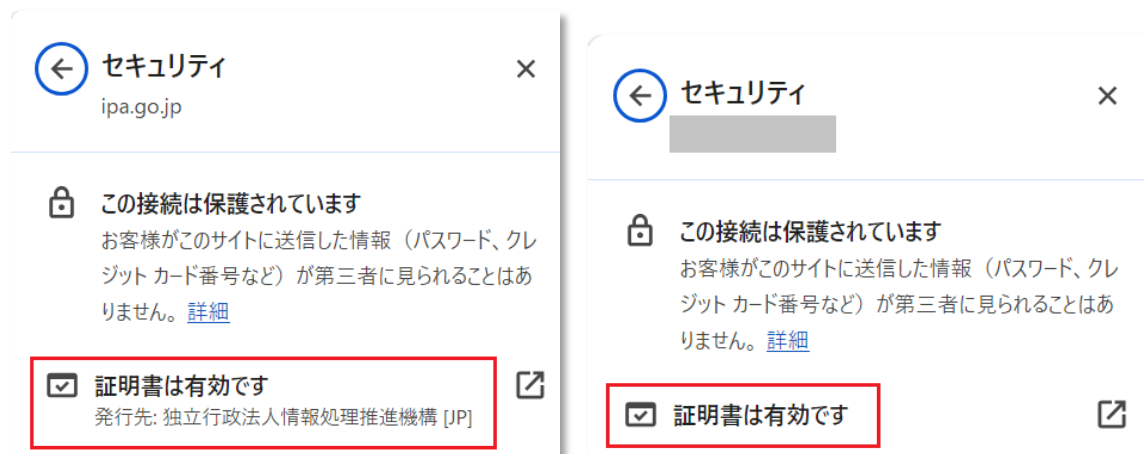 セキュリティ
ipa.go.jp
この接続は保護されています
お客様がこのサイトに送信した情報（パスワード、クレ
ジット カード番号など）が第三者に見られることはあ
りません。詳細
証明書は有効です
発行先: 独立行政法人情報処理推進機構 [JP]
セキュリティ
この接続は保護されています
お客様がこのサイトに送信した情報（パスワード、クレ
ジット カード番号など）が第三者に見られることはあ
りません。詳細
証明書は有効です